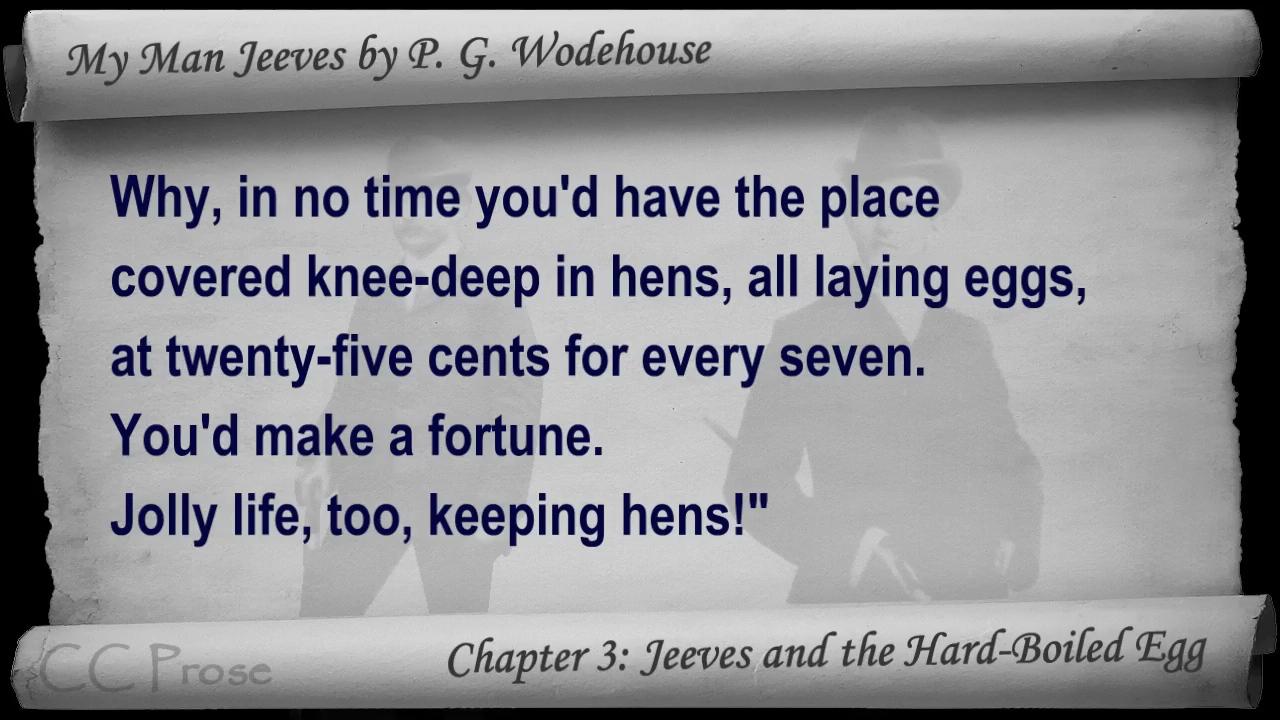 My Man Jeeves by P. G. Wodehouse
Why, in no time you'd have the place
covered knee-deep in hens, all laying eggs,
at twenty-five cents for every seven.
You'd make a fortune.
Jolly life, too, keeping hens!"
CC Prose
Chapter 3: Jeeves and the Hard-Boiled Egg